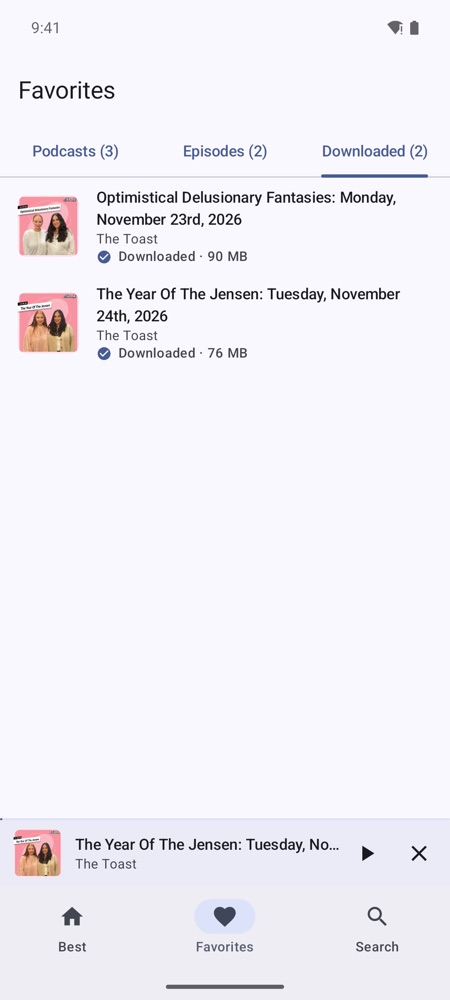 9:41
Favorites
Podcasts (3)
Episodes (2)
Downloaded (2)
Optimistical Delusionary Fantasies: Monday,
November 23rd, 2026
The Toast
Downloaded · 90 MB
The Year Of The Jensen: Tuesday, November
24th, 2026
The Toast
Downloaded · 76 MB
The Year Of The Jensen: Tuesday, No…
The Toast
Best
Favorites
Search